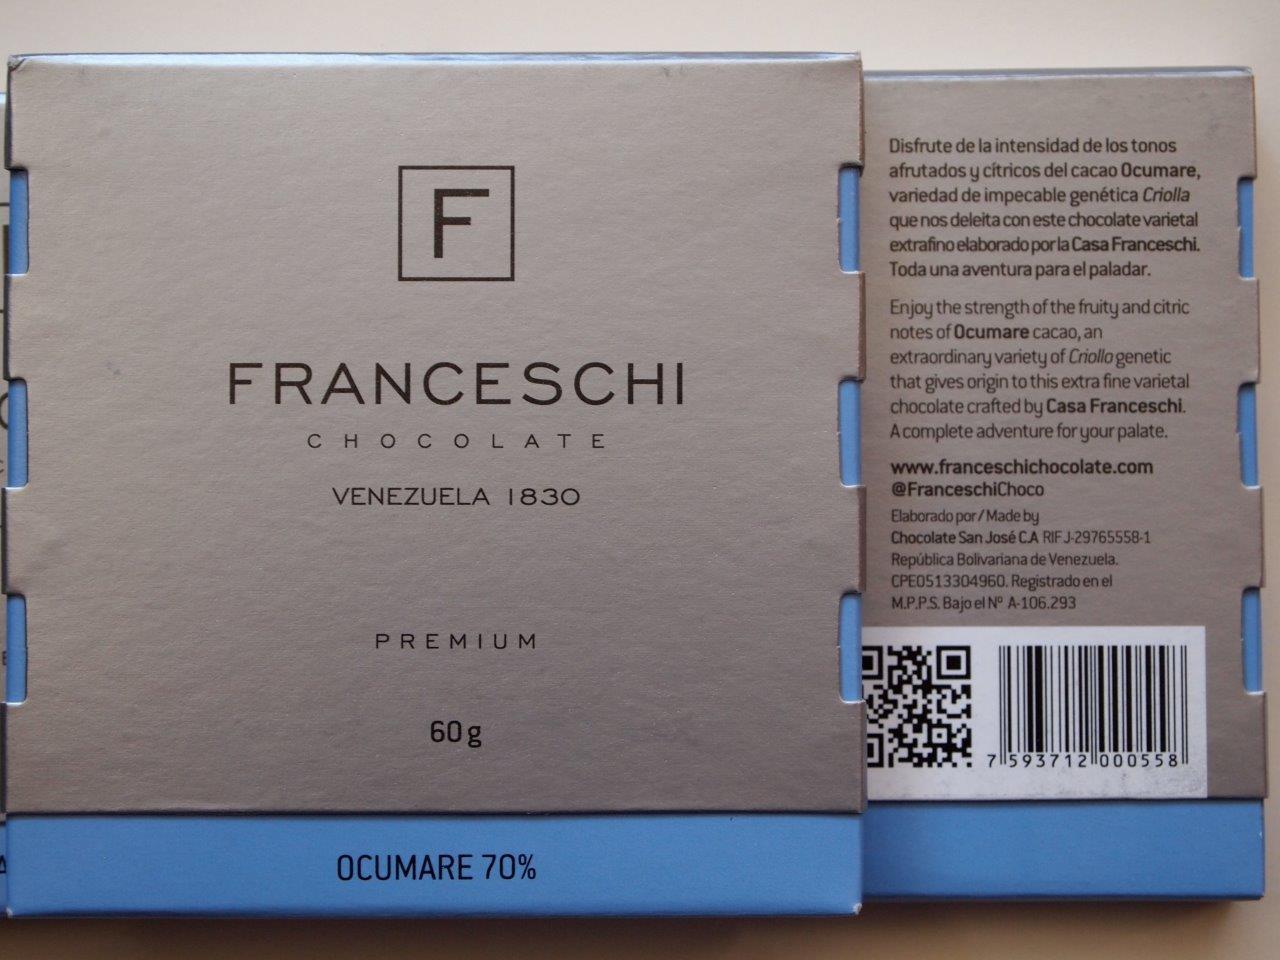 F
FRANCESCHI
CHOCOLATE
VENEZUELA 1830
PREMIUM
60g
OCUMARE 70%
Disfrute de la intensidad de los tonos
afrutados y cítricos del cacao Ocumare,
variedad de impecable genética Criolla
que nos deleita con este chocolate varietal
extrafino elaborado por la Casa Franceschi.
Toda una aventura para el paladar.
Enjoy the strength of the fruity and citric
notes of Ocumare cacao, an
extraordinary variety of Criollo genetic
that gives origin to this extra fine varietal
chocolate crafted by Casa Franceschi.
A complete adventure for your palate.
www.franceschichocolate.com
@FranceschiChoco
Elaborado por / Made by
Chocolate San José C.A RIF J-29765558-1
República Bolivariana de Venezuela.
CPE0513304960. Registrado en el
M.P.P.S. Bajo el Nº A-106.293
7 593712 000558